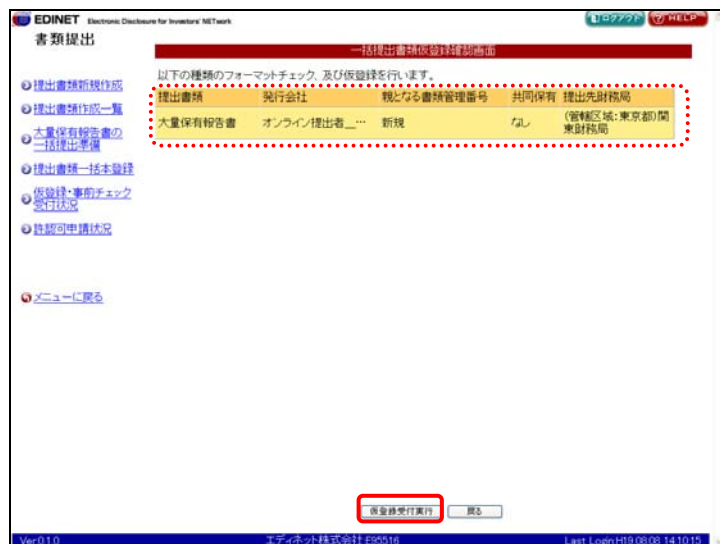 EDINET Electronic Disclosure for Investors' NETwork
ログアウト ? HELP
書類提出
一括提出書類仮登録確認画面
以下の種類のフォーマットチェック、及び仮登録を行います。
提出書類 発行会社 親となる書類管理番号 共同保有 提出先財務局
大量保有報告書 オンライン提出者__… 新規 なし (管轄区域:東京都)関
東財務局
提出書類新規作成
提出書類作成一覧
大量保有報告書の
一括提出準備
提出書類一括本登録
仮登録・事前チェック
受付状況
許認可申請状況
メニューに戻る
仮登録受付実行 戻る
Ver.0.1.0 エディネット株式会社 E95516 Last Login:H19.08.08 14:10:15